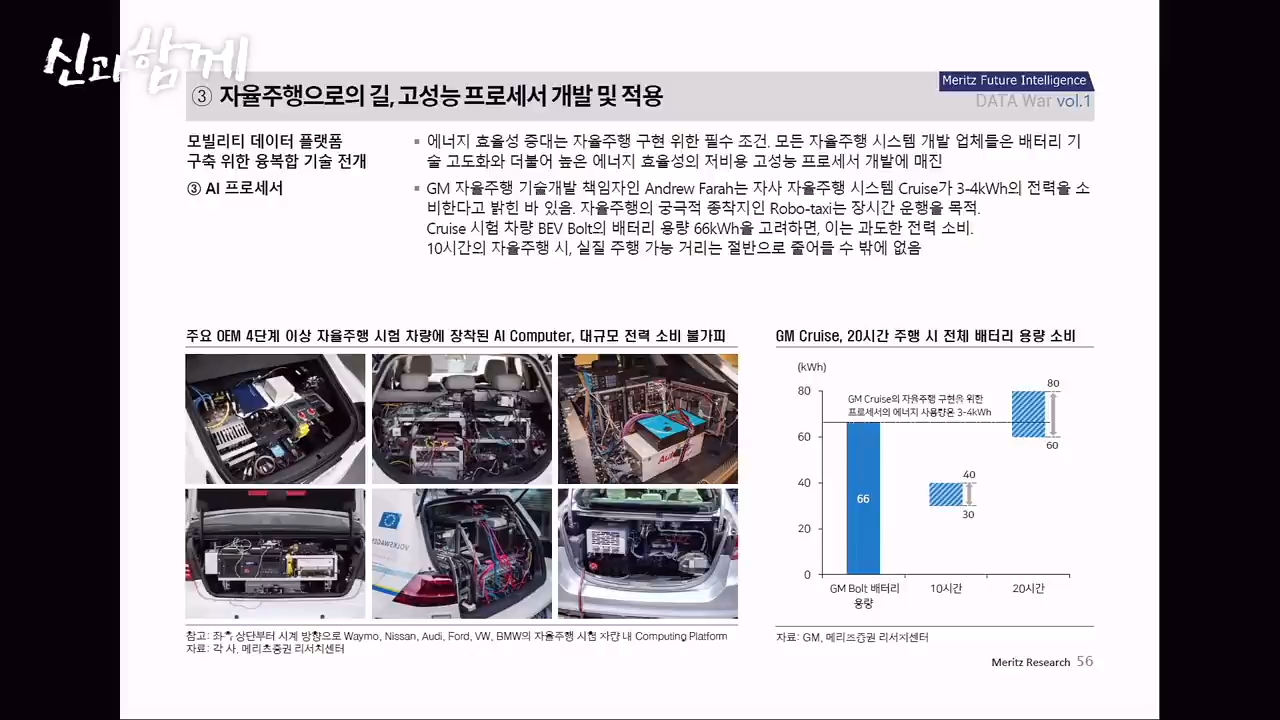 신과함께
③ 자율주행으로의 길, 고성능 프로세서 개발 및 적용
Meritz Future Intelligence
DATA War vol.1
모빌리티 데이터 플랫폼
구축 위한 융복합 기술 전개
③ AI 프로세서
▪ 에너지 효율성 증대는 자율주행 구현 위한 필수 조건. 모든 자율주행 시스템 개발 업체들은 배터리 기
술 고도화와 더불어 높은 에너지 효율성의 저비용 고성능 프로세서 개발에 매진
▪ GM 자율주행 기술개발 책임자인 Andrew Farah는 자사 자율주행 시스템 Cruise가 3-4kWh의 전력을 소
비한다고 밝힌 바 있음. 자율주행의 궁극적 종착지인 Robo-taxi는 장시간 운행을 목적.
Cruise 시험 차량 BEV Bolt의 배터리 용량 66kWh을 고려하면, 이는 과도한 전력 소비.
10시간의 자율주행 시, 실질 주행 가능 거리는 절반으로 줄어들 수 밖에 없음
주요 OEM 4단계 이상 자율주행 시험 차량에 장착된 AI Computer, 대규모 전력 소비 불가피
VOLKSWAGEN
참고: 좌측 상단부터 시계 방향으로 Waymo, Nissan, Audi, Ford, VW, BMW의 자율주행 시험 차량 내 Computing Platform
자료: 각 사, 메리츠증권 리서치센터
GM Cruise, 20시간 주행 시 전체 배터리 용량 소비
(kWh)
GM Cruise의 자율주행 구현을 위한
프로세서의 에너지 사용량은 3-4kWh
80
60
40
20
0
66
40
30
80
60
GM Bolt 배터리
용량
10시간
20시간
자료: GM, 메리츠증권 리서치센터
Meritz Research 56